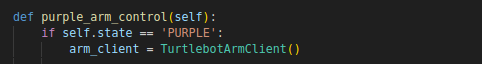 def purple_arm_control(self):
    if self.state == 'PURPLE':
        arm_client = TurtlebotArmClient()